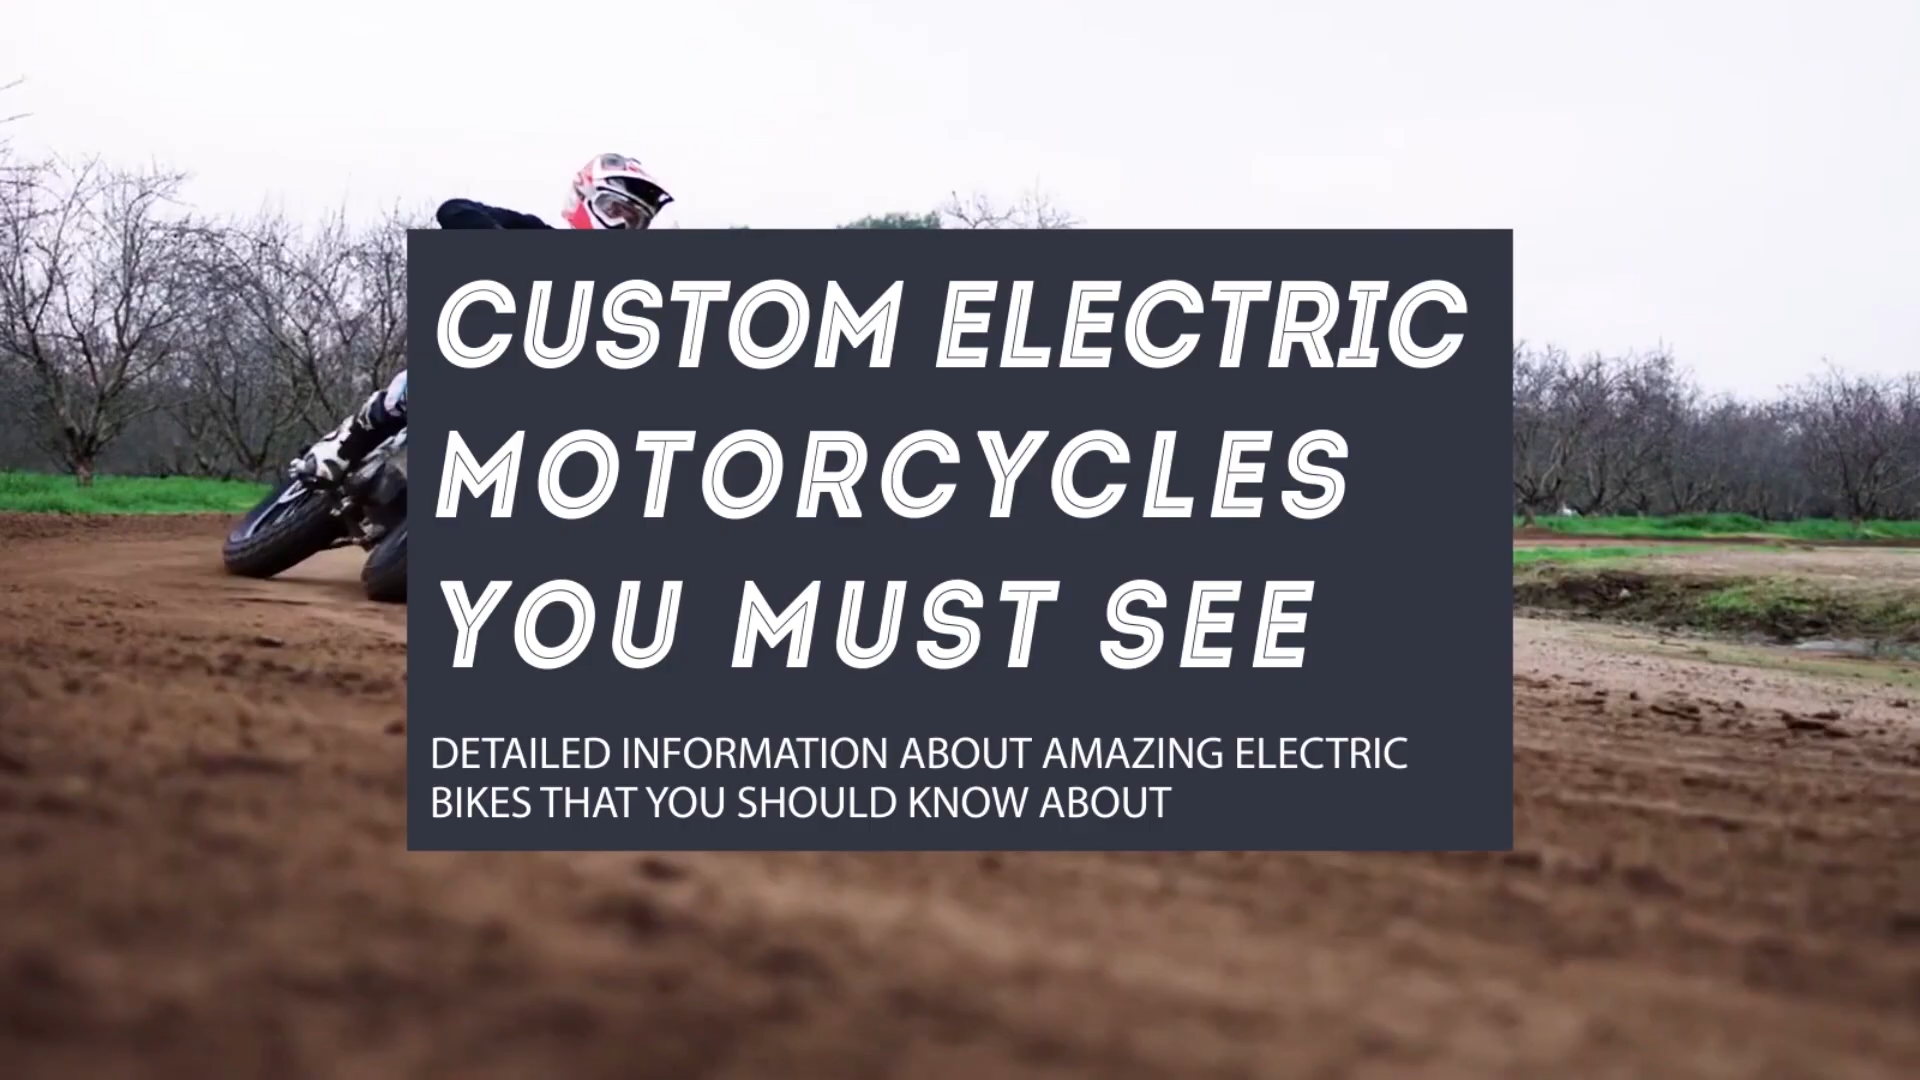 CUSTOM ELECTRIC
MOTORCYCLES
YOU MUST SEE
DETAILED INFORMATION ABOUT AMAZING ELECTRIC
BIKES THAT YOU SHOULD KNOW ABOUT